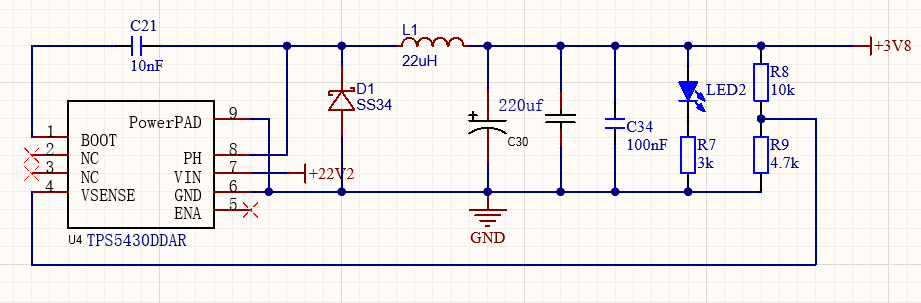 C21
10nF
L1
22uH
+3V8
D1
SS34
220uf
C30
C34
100nF
LED2
R7
3k
R8
10k
R9
4.7k
PowerPAD 9
1 BOOT
2 NC
3 NC
4 VSENSE
PH 8
VIN 7
GND 6
ENA 5
+22V2
GND
U4 TPS5430DDAR